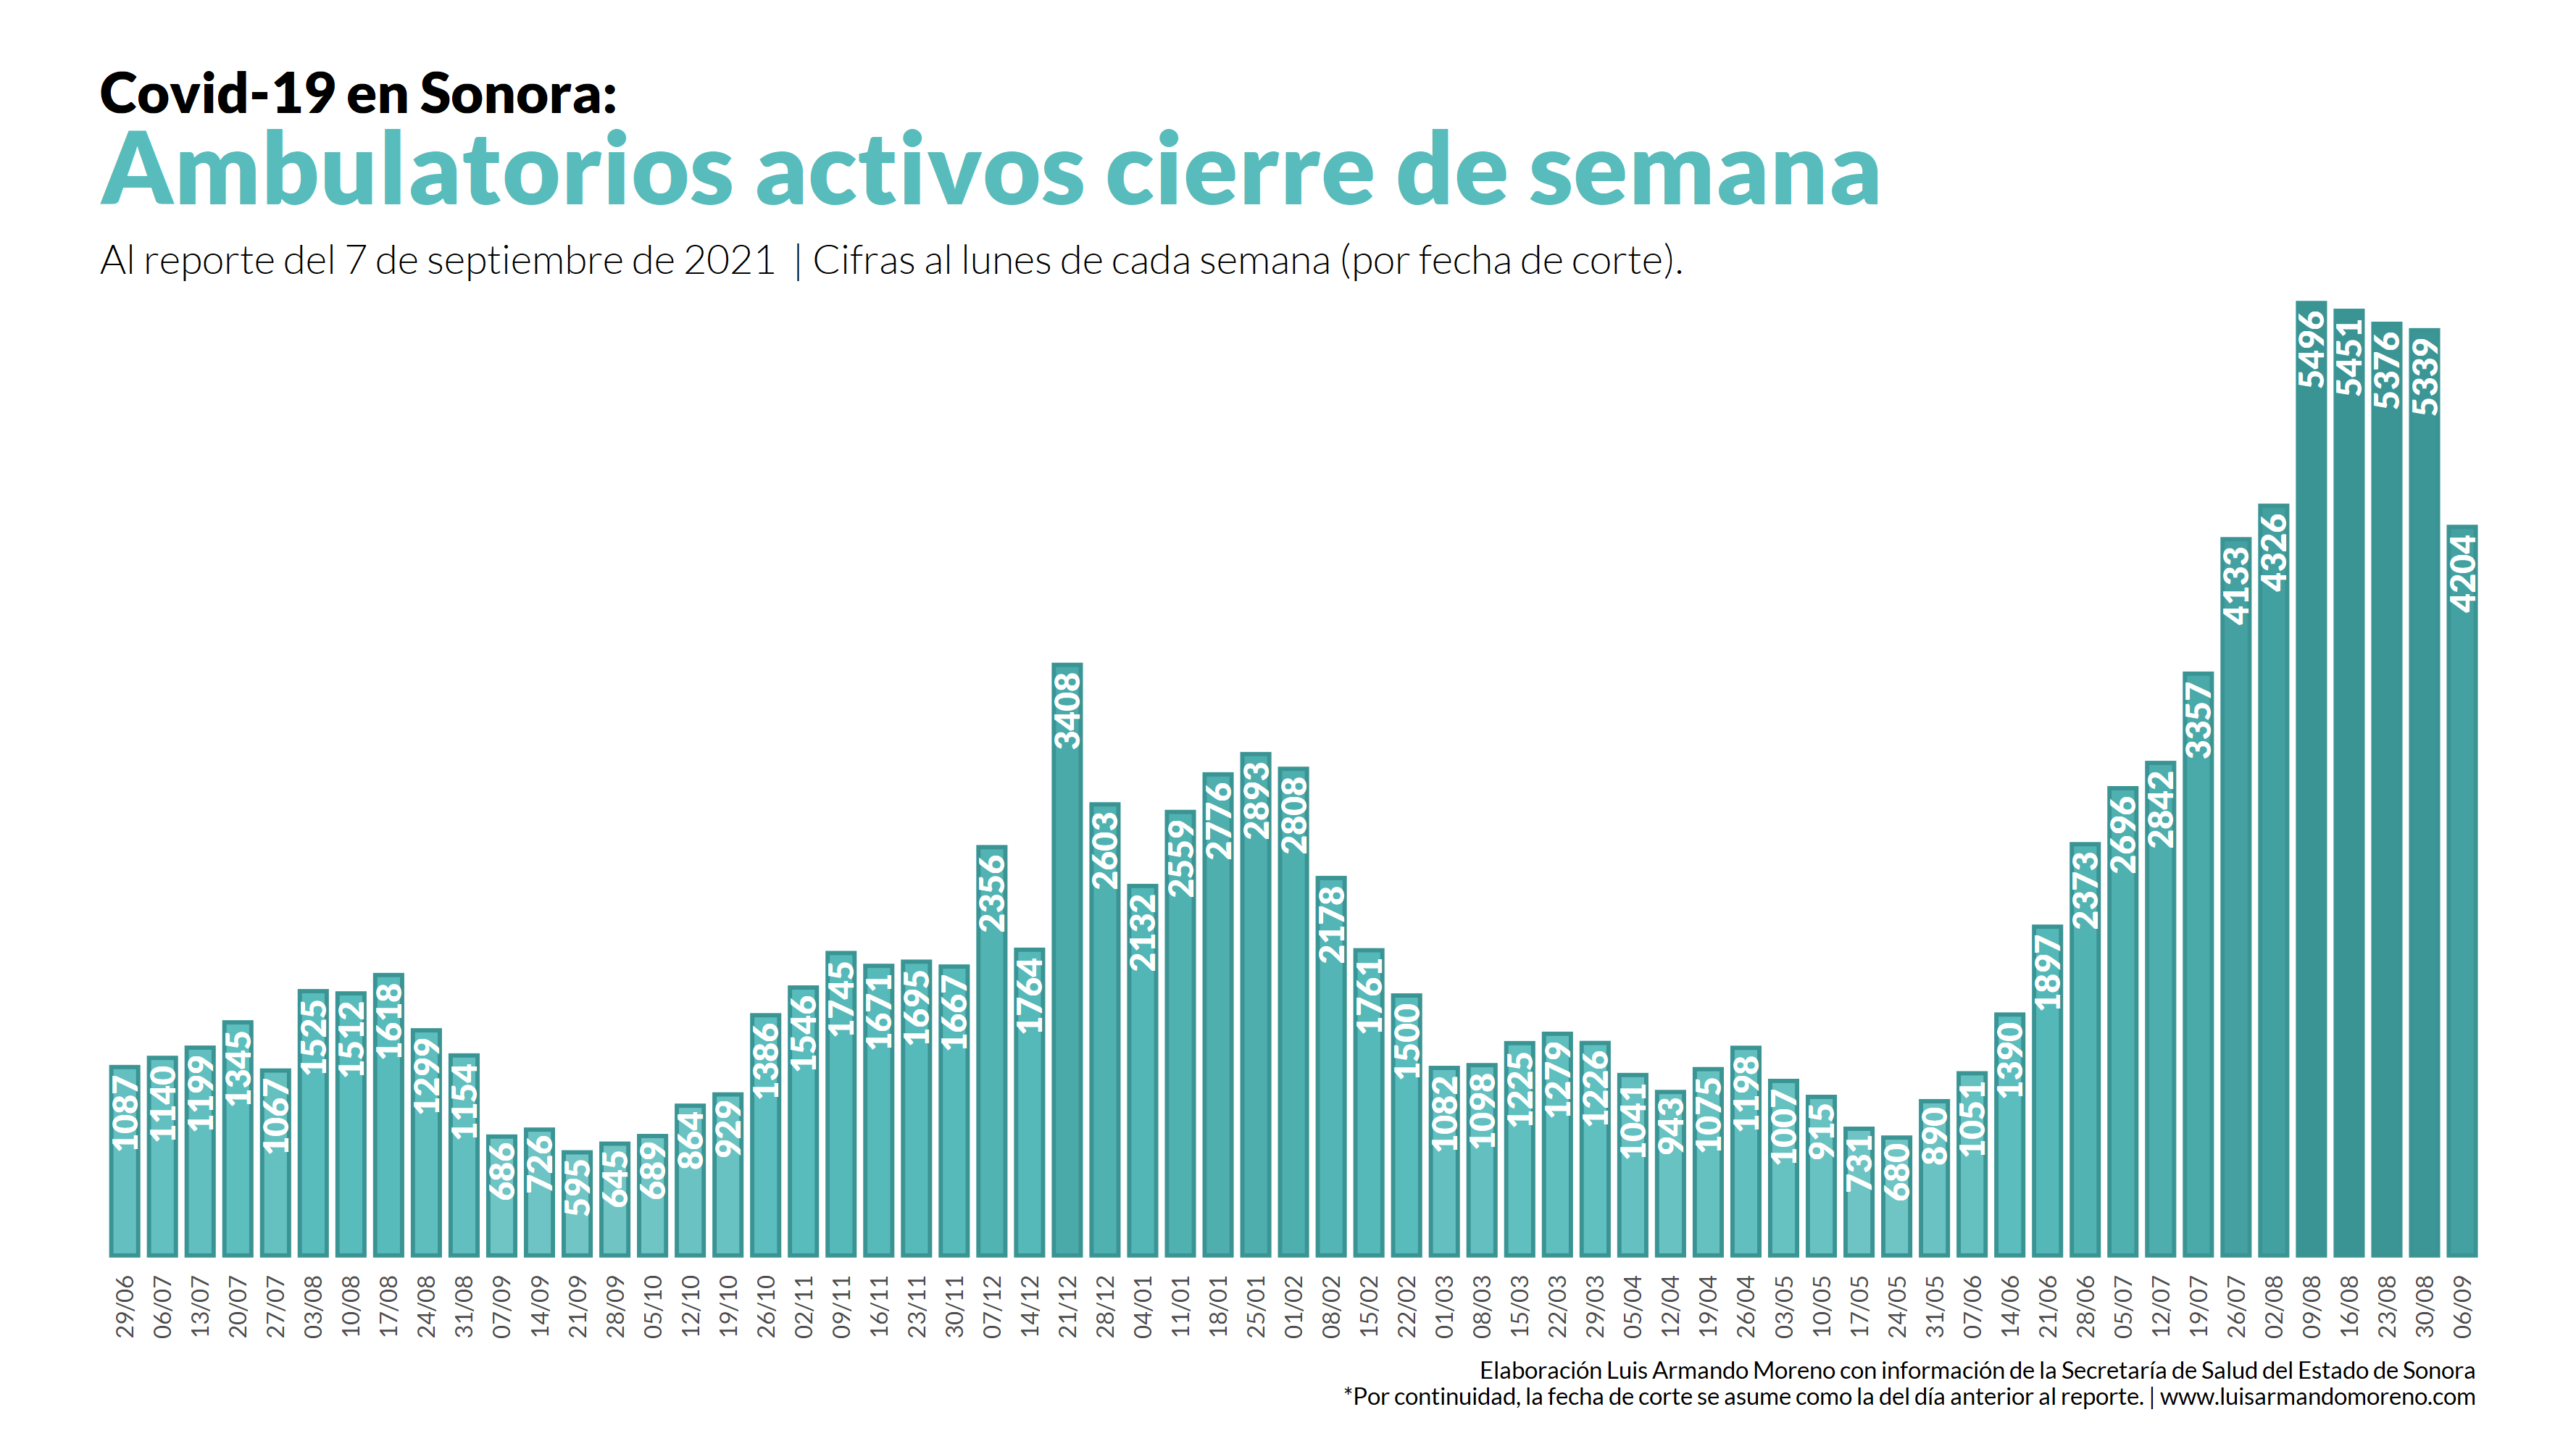 Covid-19 en Sonora:
Ambulatorios activos cierre de semana
Al reporte del 7 de septiembre de 2021 | Cifras al lunes de cada semana (por fecha de corte).
1087 1140 1199 1345 1067 1525 1512 1618 1299 1154 686 726 595 645 689 864 929 1386 1546 1745 1671 1695 1667 2356 1764 3408 2603 2132 2559 2776 2893 2808 2178 1761 1500 1082 1098 1225 1279 1226 1041 943 1075 1198 1007 915 731 680 890 1051 1390 1897 2373 2696 2842 3357 4133 4326 5496 5451 5376 5339 4204
29/06 06/07 13/07 20/07 27/07 03/08 10/08 17/08 24/08 31/08 07/09 14/09 21/09 28/09 05/10 12/10 19/10 26/10 02/11 09/11 16/11 23/11 30/11 07/12 14/12 21/12 28/12 04/01 11/01 18/01 25/01 01/02 08/02 15/02 22/02 01/03 08/03 15/03 22/03 29/03 05/04 12/04 19/04 26/04 03/05 10/05 17/05 24/05 31/05 07/06 14/06 21/06 28/06 05/07 12/07 19/07 26/07 02/08 09/08 16/08 23/08 30/08 06/09
Elaboración Luis Armando Moreno con información de la Secretaría de Salud del Estado de Sonora
*Por continuidad, la fecha de corte se asume como la del día anterior al reporte. | www.luisarmandomoreno.com